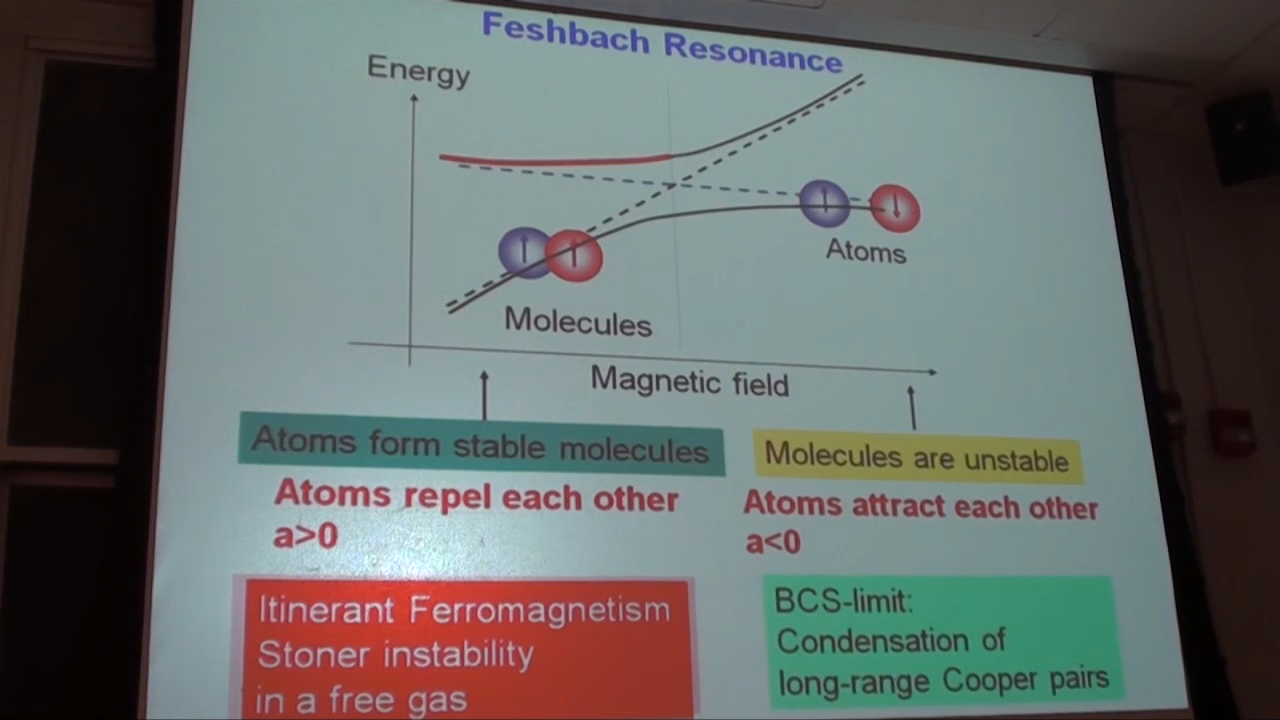 Feshbach Resonance
Energy
Atoms
Molecules
Magnetic field
Atoms form stable molecules
Molecules are unstable
Atoms repel each other
a>0
Atoms attract each other
a<0
Itinerant Ferromagnetism
Stoner instability
in a free gas
BCS-limit:
Condensation of
long-range Cooper pairs